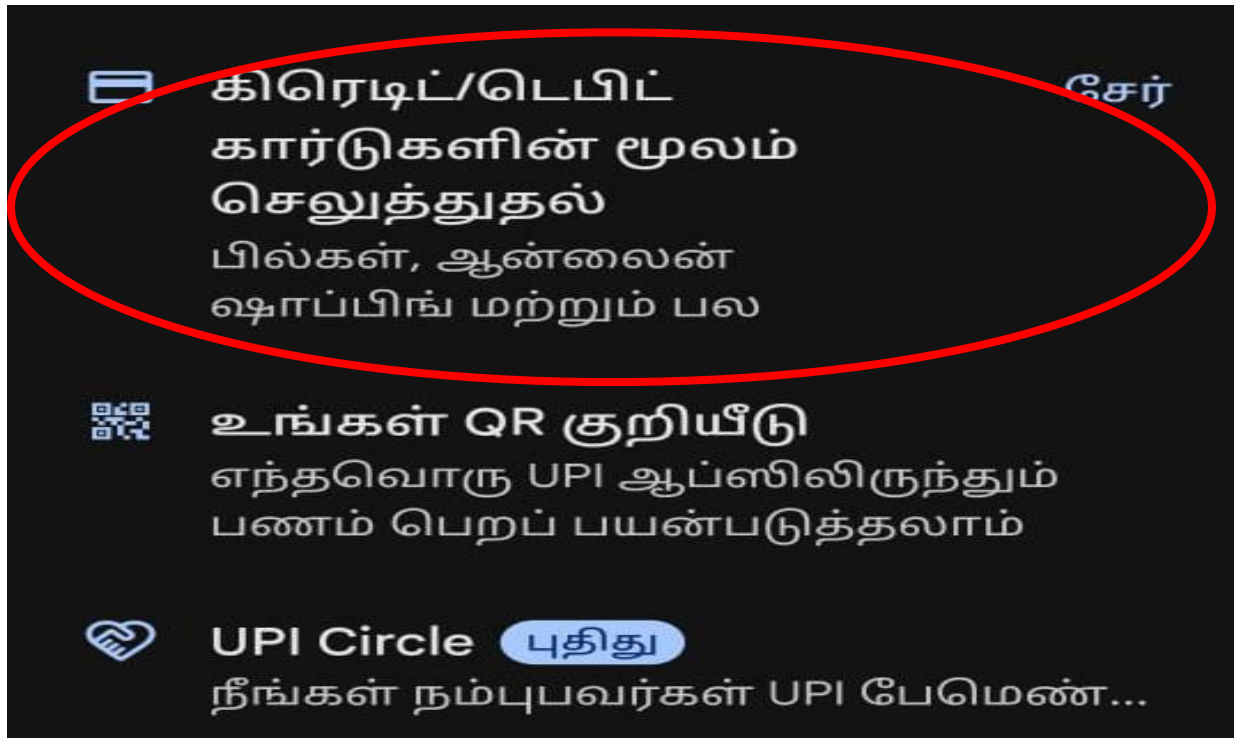 கிரெடிட்/டெபிட் சேர்
கார்டுகளின் மூலம்
செலுத்துதல்
பில்கள், ஆன்லைன்
ஷாப்பிங் மற்றும் பல
உங்கள் QR குறியீடு
எந்தவொரு UPI ஆப்ஸிலிருந்தும்
பணம் பெறப் பயன்படுத்தலாம்
UPI Circle புதிது
நீங்கள் நம்புபவர்கள் UPI பேமெண்...